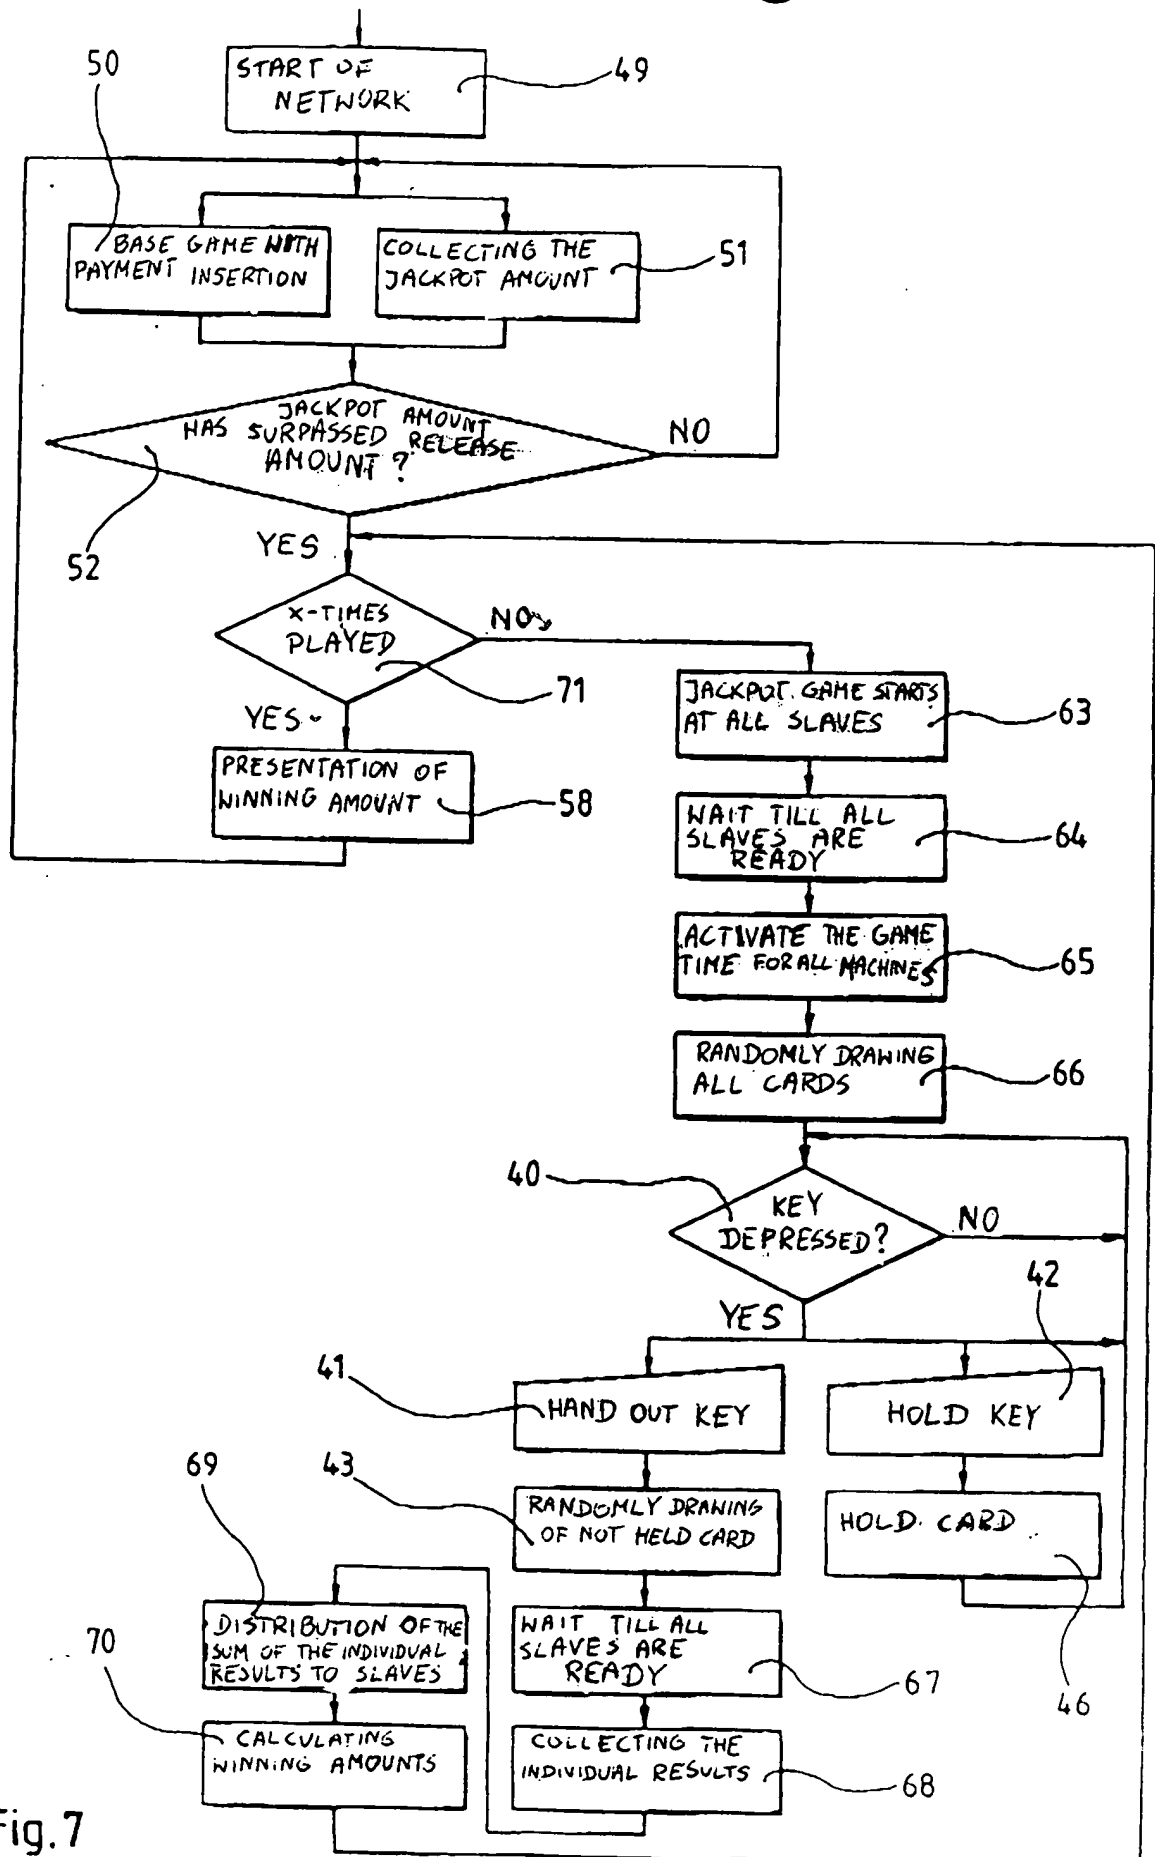 START OF
NETWORK
49
50
BASE GAME WITH
PAYMENT INSERTION
COLLECTING THE
JACKPOT AMOUNT
51
JACKPOT AMOUNT
HAS SURPASSED RELEASE
AMOUNT?
NO
52
YES
X-TIMES
PLAYED
NO
71
YES
PRESENTATION OF
WINNING AMOUNT
58
JACKPOT GAME STARTS
AT ALL SLAVES
63
WAIT TILL ALL
SLAVES ARE
READY
64
ACTIVATE THE GAME
TIME FOR ALL MACHINES
65
RANDOMLY DRAWING
ALL CARDS
66
40
KEY
DEPRESSED?
NO
YES
42
41
HAND OUT KEY
HOLD KEY
43
RANDOMLY DRAWING
OF NOT HELD CARD
HOLD CARD
46
69
DISTRIBUTION OF THE
SUM OF THE INDIVIDUAL
RESULTS TO SLAVES
WAIT TILL ALL
SLAVES ARE
READY
67
70
CALCULATING
WINNING AMOUNTS
COLLECTING THE
INDIVIDUAL RESULTS
68
Fig.7